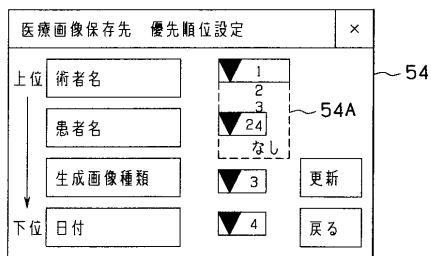 医療画像保存先 優先順位設定 ×
上位 術者名 1
2
3
患者名 24
なし
生成画像種類 3 更新
下位 日付 4 戻る
54
54A